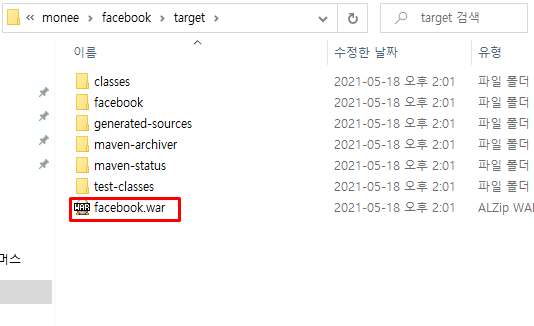 « monee > facebook > target
target 검색
이름 수정한 날짜 유형
classes 2021-05-18 오후 2:01 파일 폴더
facebook 2021-05-18 오후 2:01 파일 폴더
generated-sources 2021-05-18 오후 2:01 파일 폴더
maven-archiver 2021-05-18 오후 2:01 파일 폴더
maven-status 2021-05-18 오후 2:01 파일 폴더
test-classes 2021-05-18 오후 2:01 파일 폴더
WAR facebook.war 2021-05-18 오후 2:01 ALZip WA
머스